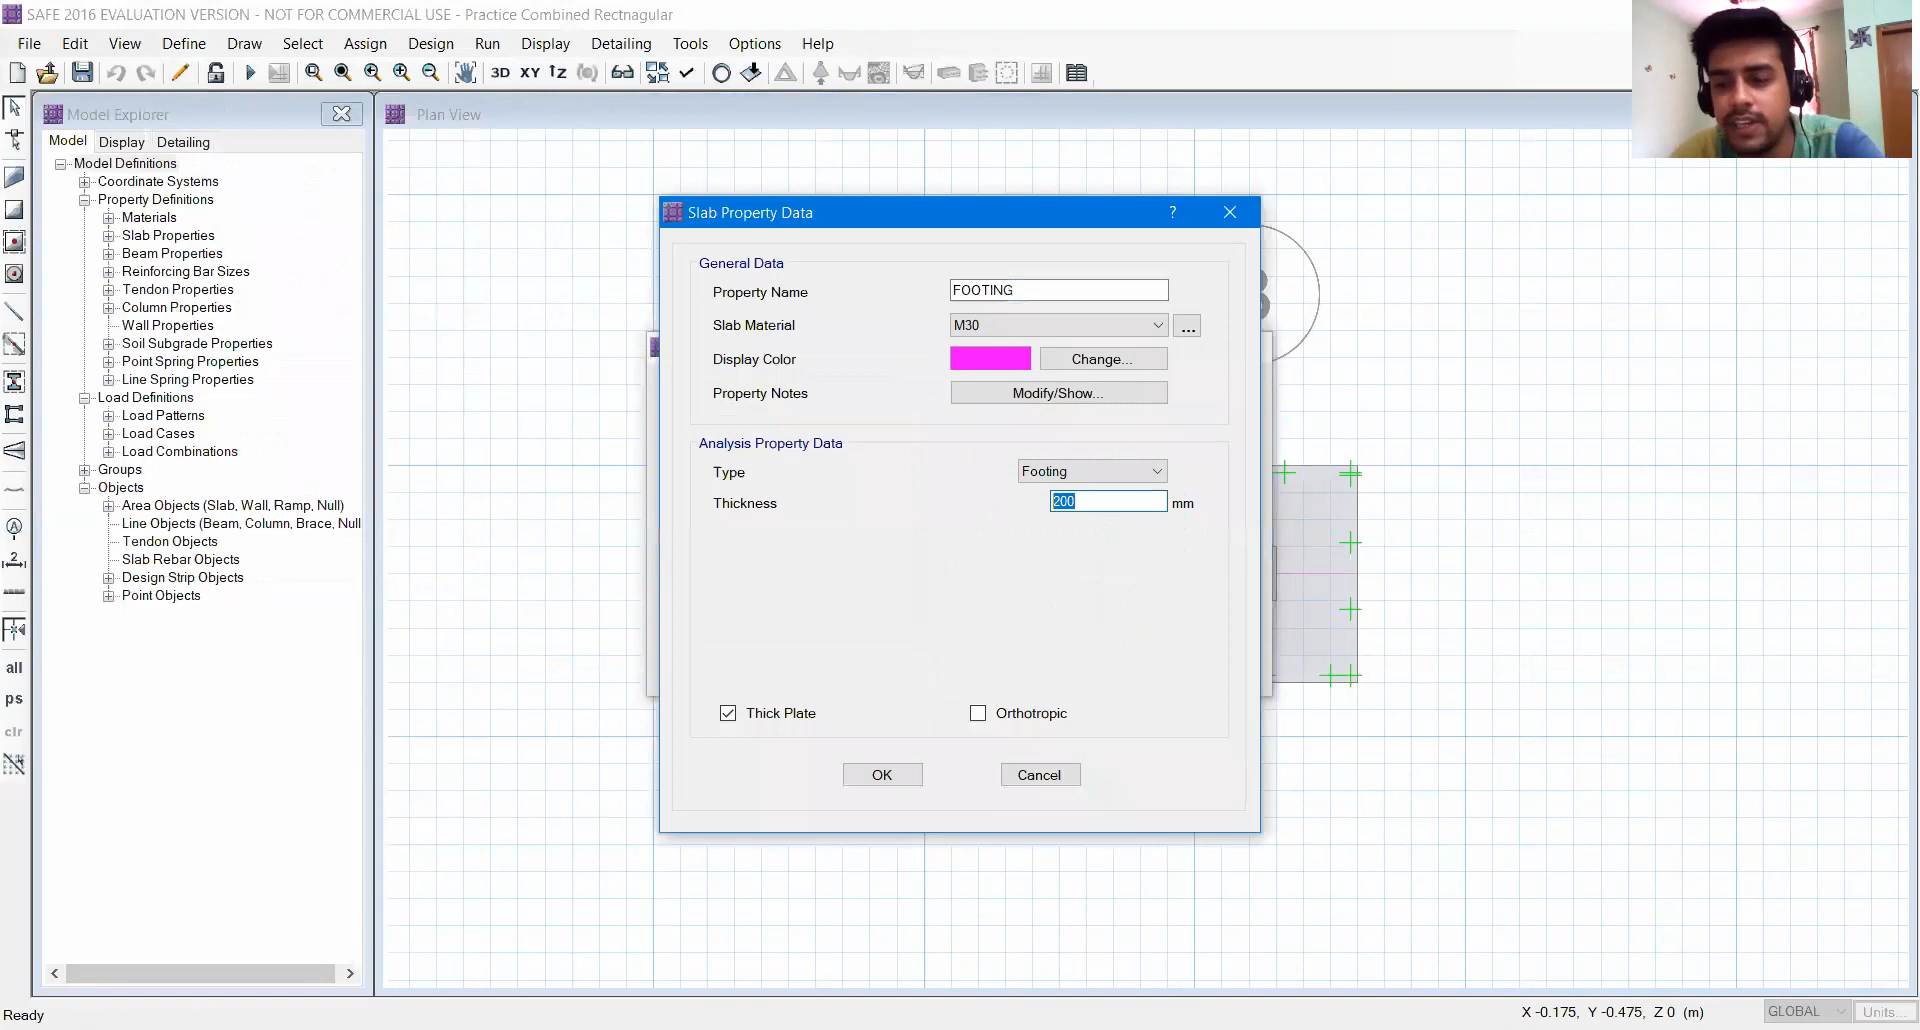 SAFE 2016 EVALUATION VERSION - NOT FOR COMMERCIAL USE - Practice Combined Rectnagular
File Edit View Define Draw Select Assign Design Run Display Detailing Tools Options Help
3D XY
Model Explorer
Plan View
Model Display Detailing
Model Definitions
Coordinate Systems
Property Definitions
Materials
Slab Properties
Beam Properties
Reinforcing Bar Sizes
Tendon Properties
Column Properties
Wall Properties
Soil Subgrade Properties
Point Spring Properties
Line Spring Properties
Load Definitions
Load Patterns
Load Cases
Load Combinations
Groups
Objects
Area Objects (Slab, Wall, Ramp, Null)
Line Objects (Beam, Column, Brace, Null
Tendon Objects
Slab Rebar Objects
Design Strip Objects
Point Objects
all
ps
clr
Slab Property Data ?
General Data
Property Name FOOTING
Slab Material M30 ...
Display Color Change...
Property Notes Modify/Show...
Analysis Property Data
Type Footing
Thickness 200 mm
Thick Plate Orthotropic
OK Cancel
Ready X -0.175, Y -0.475, Z 0 (m) GLOBAL Units...